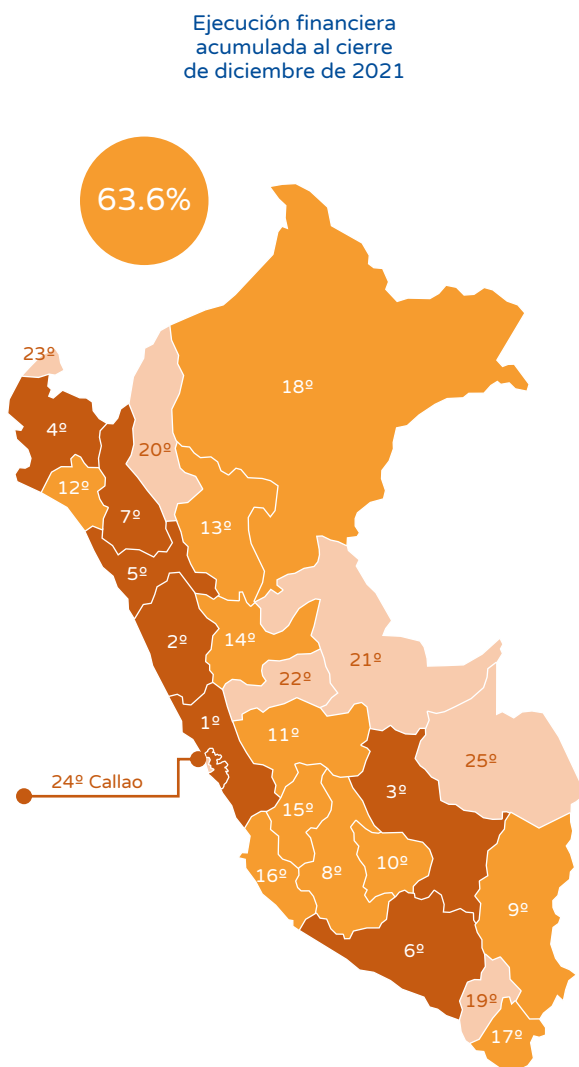 Ejecución financiera
acumulada al cierre
de diciembre de 2021
63.6%
23º
18º
4º
20º
12º
7º
13º
5º
14º
2º
21º
22º
1º
11º
25º
24º Callao
3º
15º
10º
16º
8º
9º
6º
19º
17º